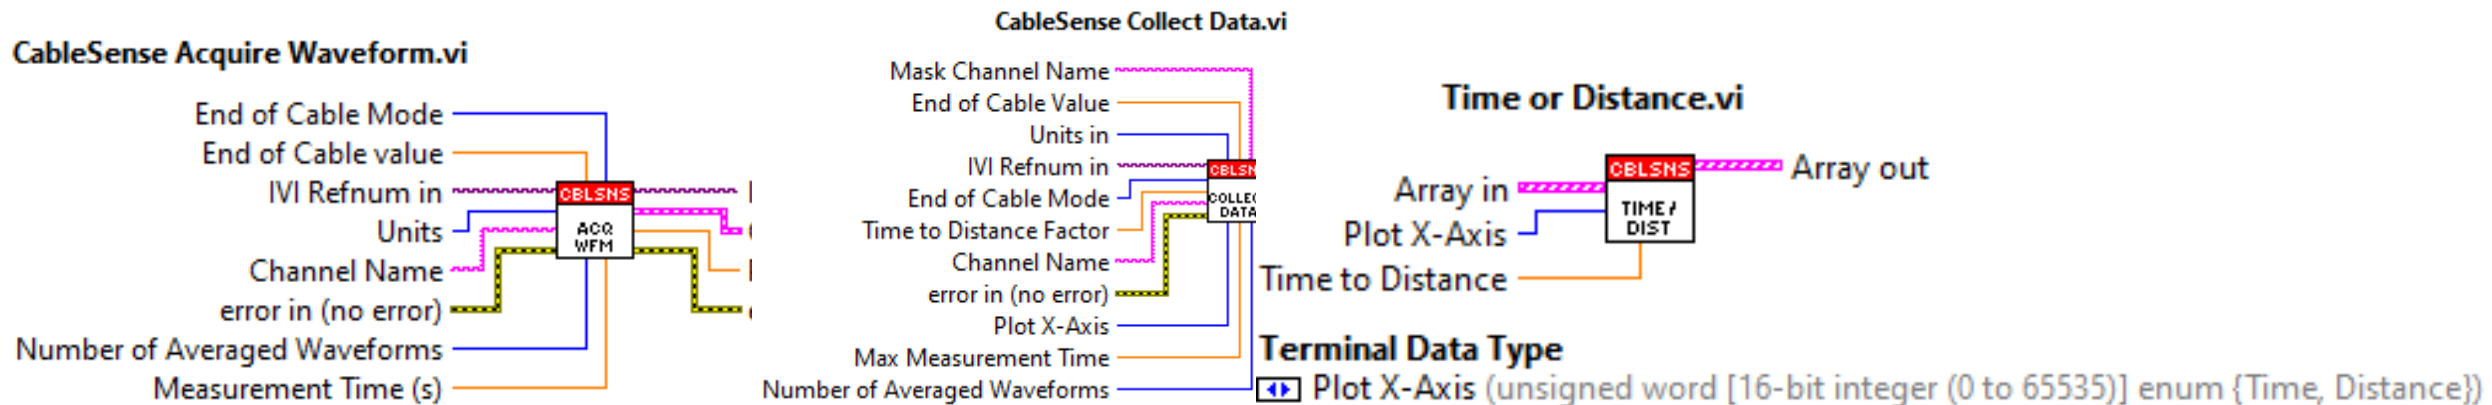 CableSense Acquire Waveform.vi
End of Cable Mode
End of Cable value
IVI Refnum in
Units
Channel Name
error in (no error)
Number of Averaged Waveforms
Measurement Time (s)
CBLSNS
ACQ
WFM
CableSense Collect Data.vi
Mask Channel Name
End of Cable Value
Units in
IVI Refnum in
End of Cable Mode
Time to Distance Factor
Channel Name
error in (no error)
Plot X-Axis
Max Measurement Time
Number of Averaged Waveforms
CBLSN
COLLEC
DATA
Time or Distance.vi
Array in
Plot X-Axis
Time to Distance
CBLSNS
TIME/
DIST
Array out
Terminal Data Type
Plot X-Axis (unsigned word [16-bit integer (0 to 65535)] enum {Time, Distance})